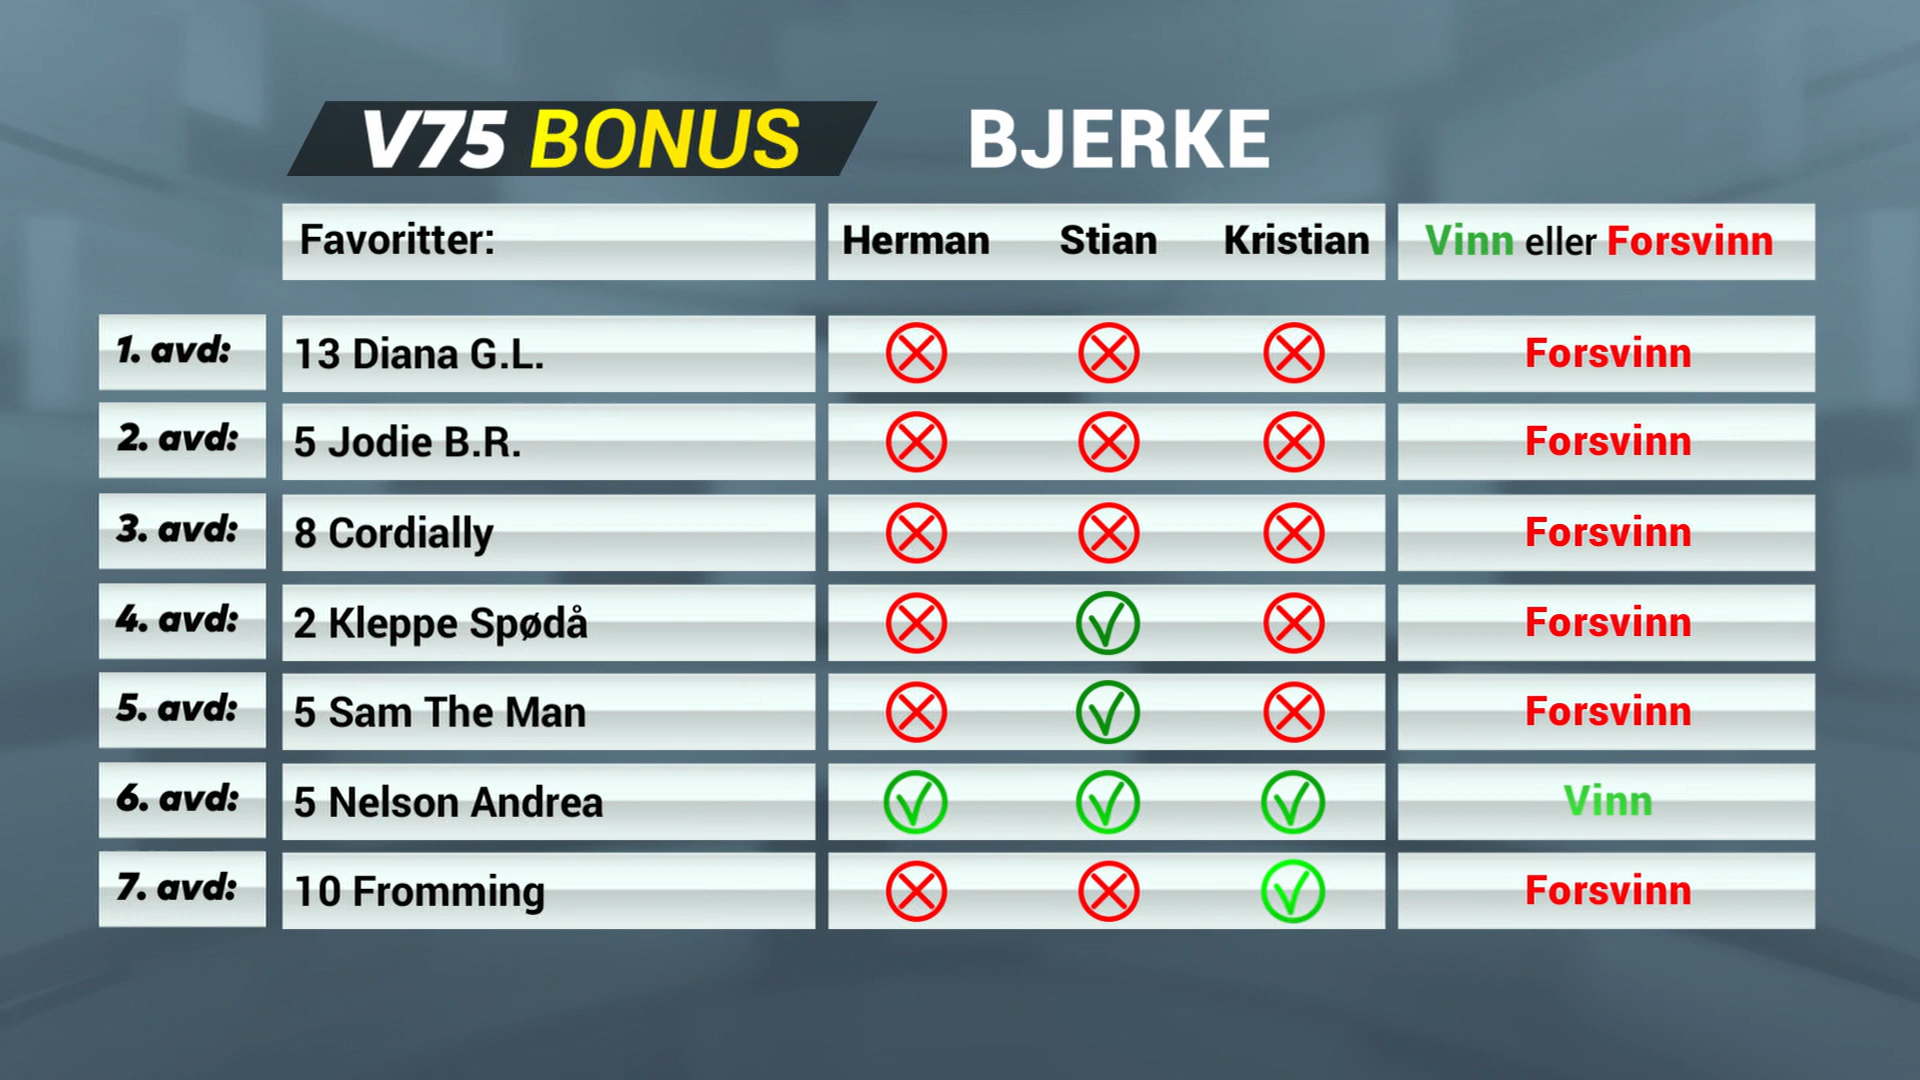 V75 BONUS BJERKE
Favoritter: Herman Stian Kristian Vinn eller Forsvinn
1. avd: 13 Diana G.L. Forsvinn
2. avd: 5 Jodie B.R. Forsvinn
3. avd: 8 Cordially Forsvinn
4. avd: 2 Kleppe Spødå Forsvinn
5. avd: 5 Sam The Man Forsvinn
6. avd: 5 Nelson Andrea Vinn
7. avd: 10 Fromming Forsvinn